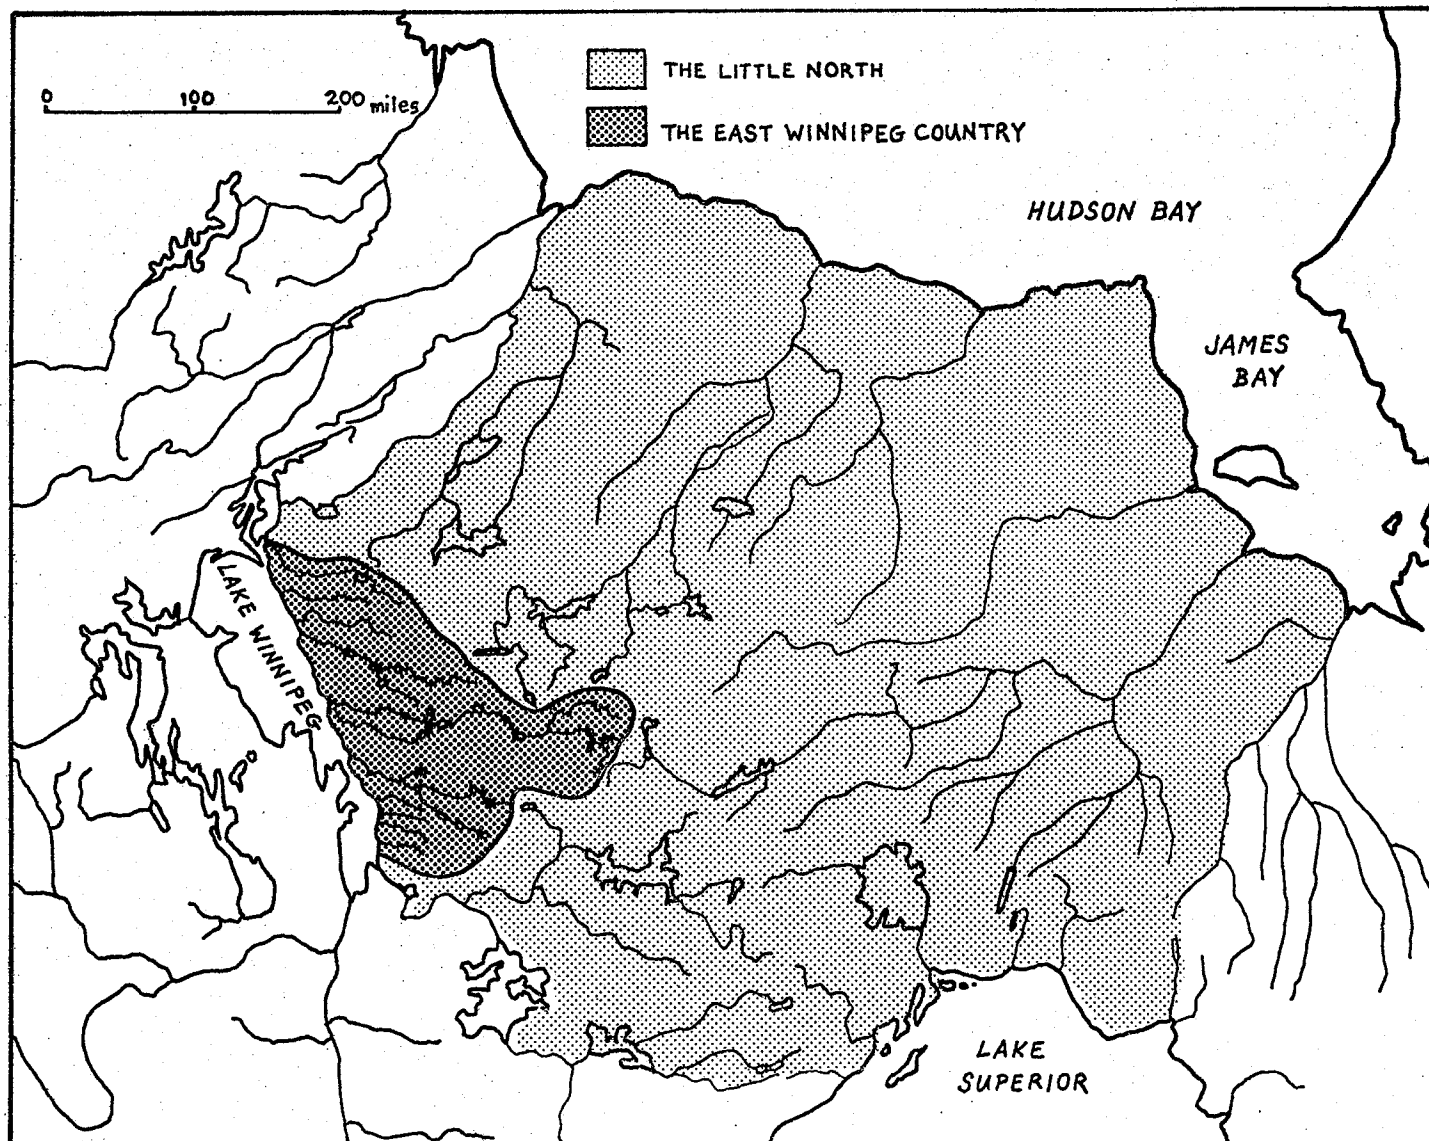 THE LITTLE NORTH
0 100 200 miles
THE EAST WINNIPEG COUNTRY
HUDSON BAY
JAMES
BAY
LAKE WINNIPEG
LAKE
SUPERIOR